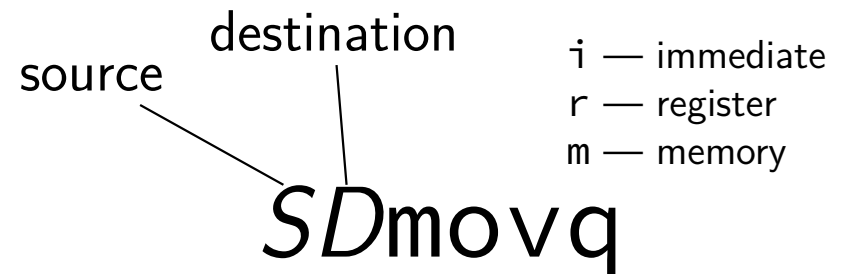 destination
source
i — immediate
r — register
m — memory
SDmovq